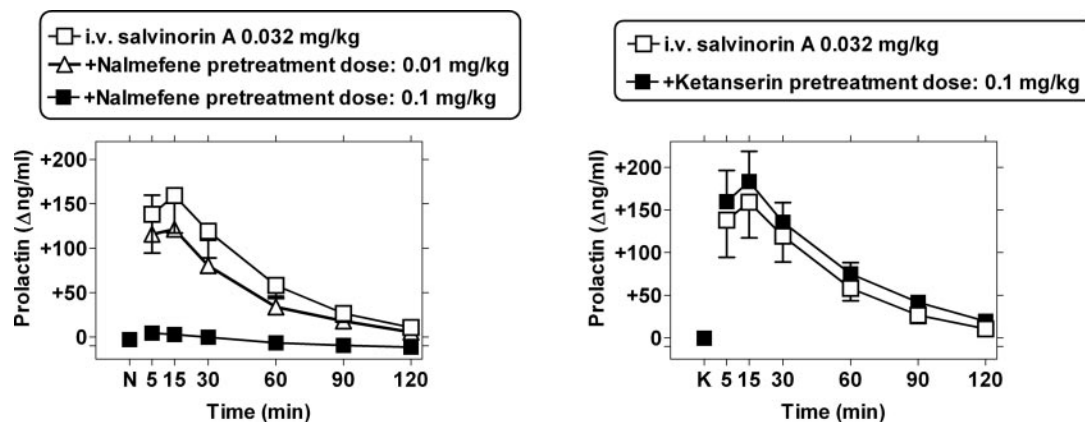 i.v. salvinorin A 0.032 mg/kg
+Nalmefene pretreatment dose: 0.01 mg/kg
+Nalmefene pretreatment dose: 0.1 mg/kg
Prolactin (Δng/ml)
+200
+150
+100
+50
0
N 5 15 30 60 90 120
Time (min)
i.v. salvinorin A 0.032 mg/kg
+Ketanserin pretreatment dose: 0.1 mg/kg
Prolactin (Δng/ml)
+200
+150
+100
+50
0
K 5 15 30 60 90 120
Time (min)